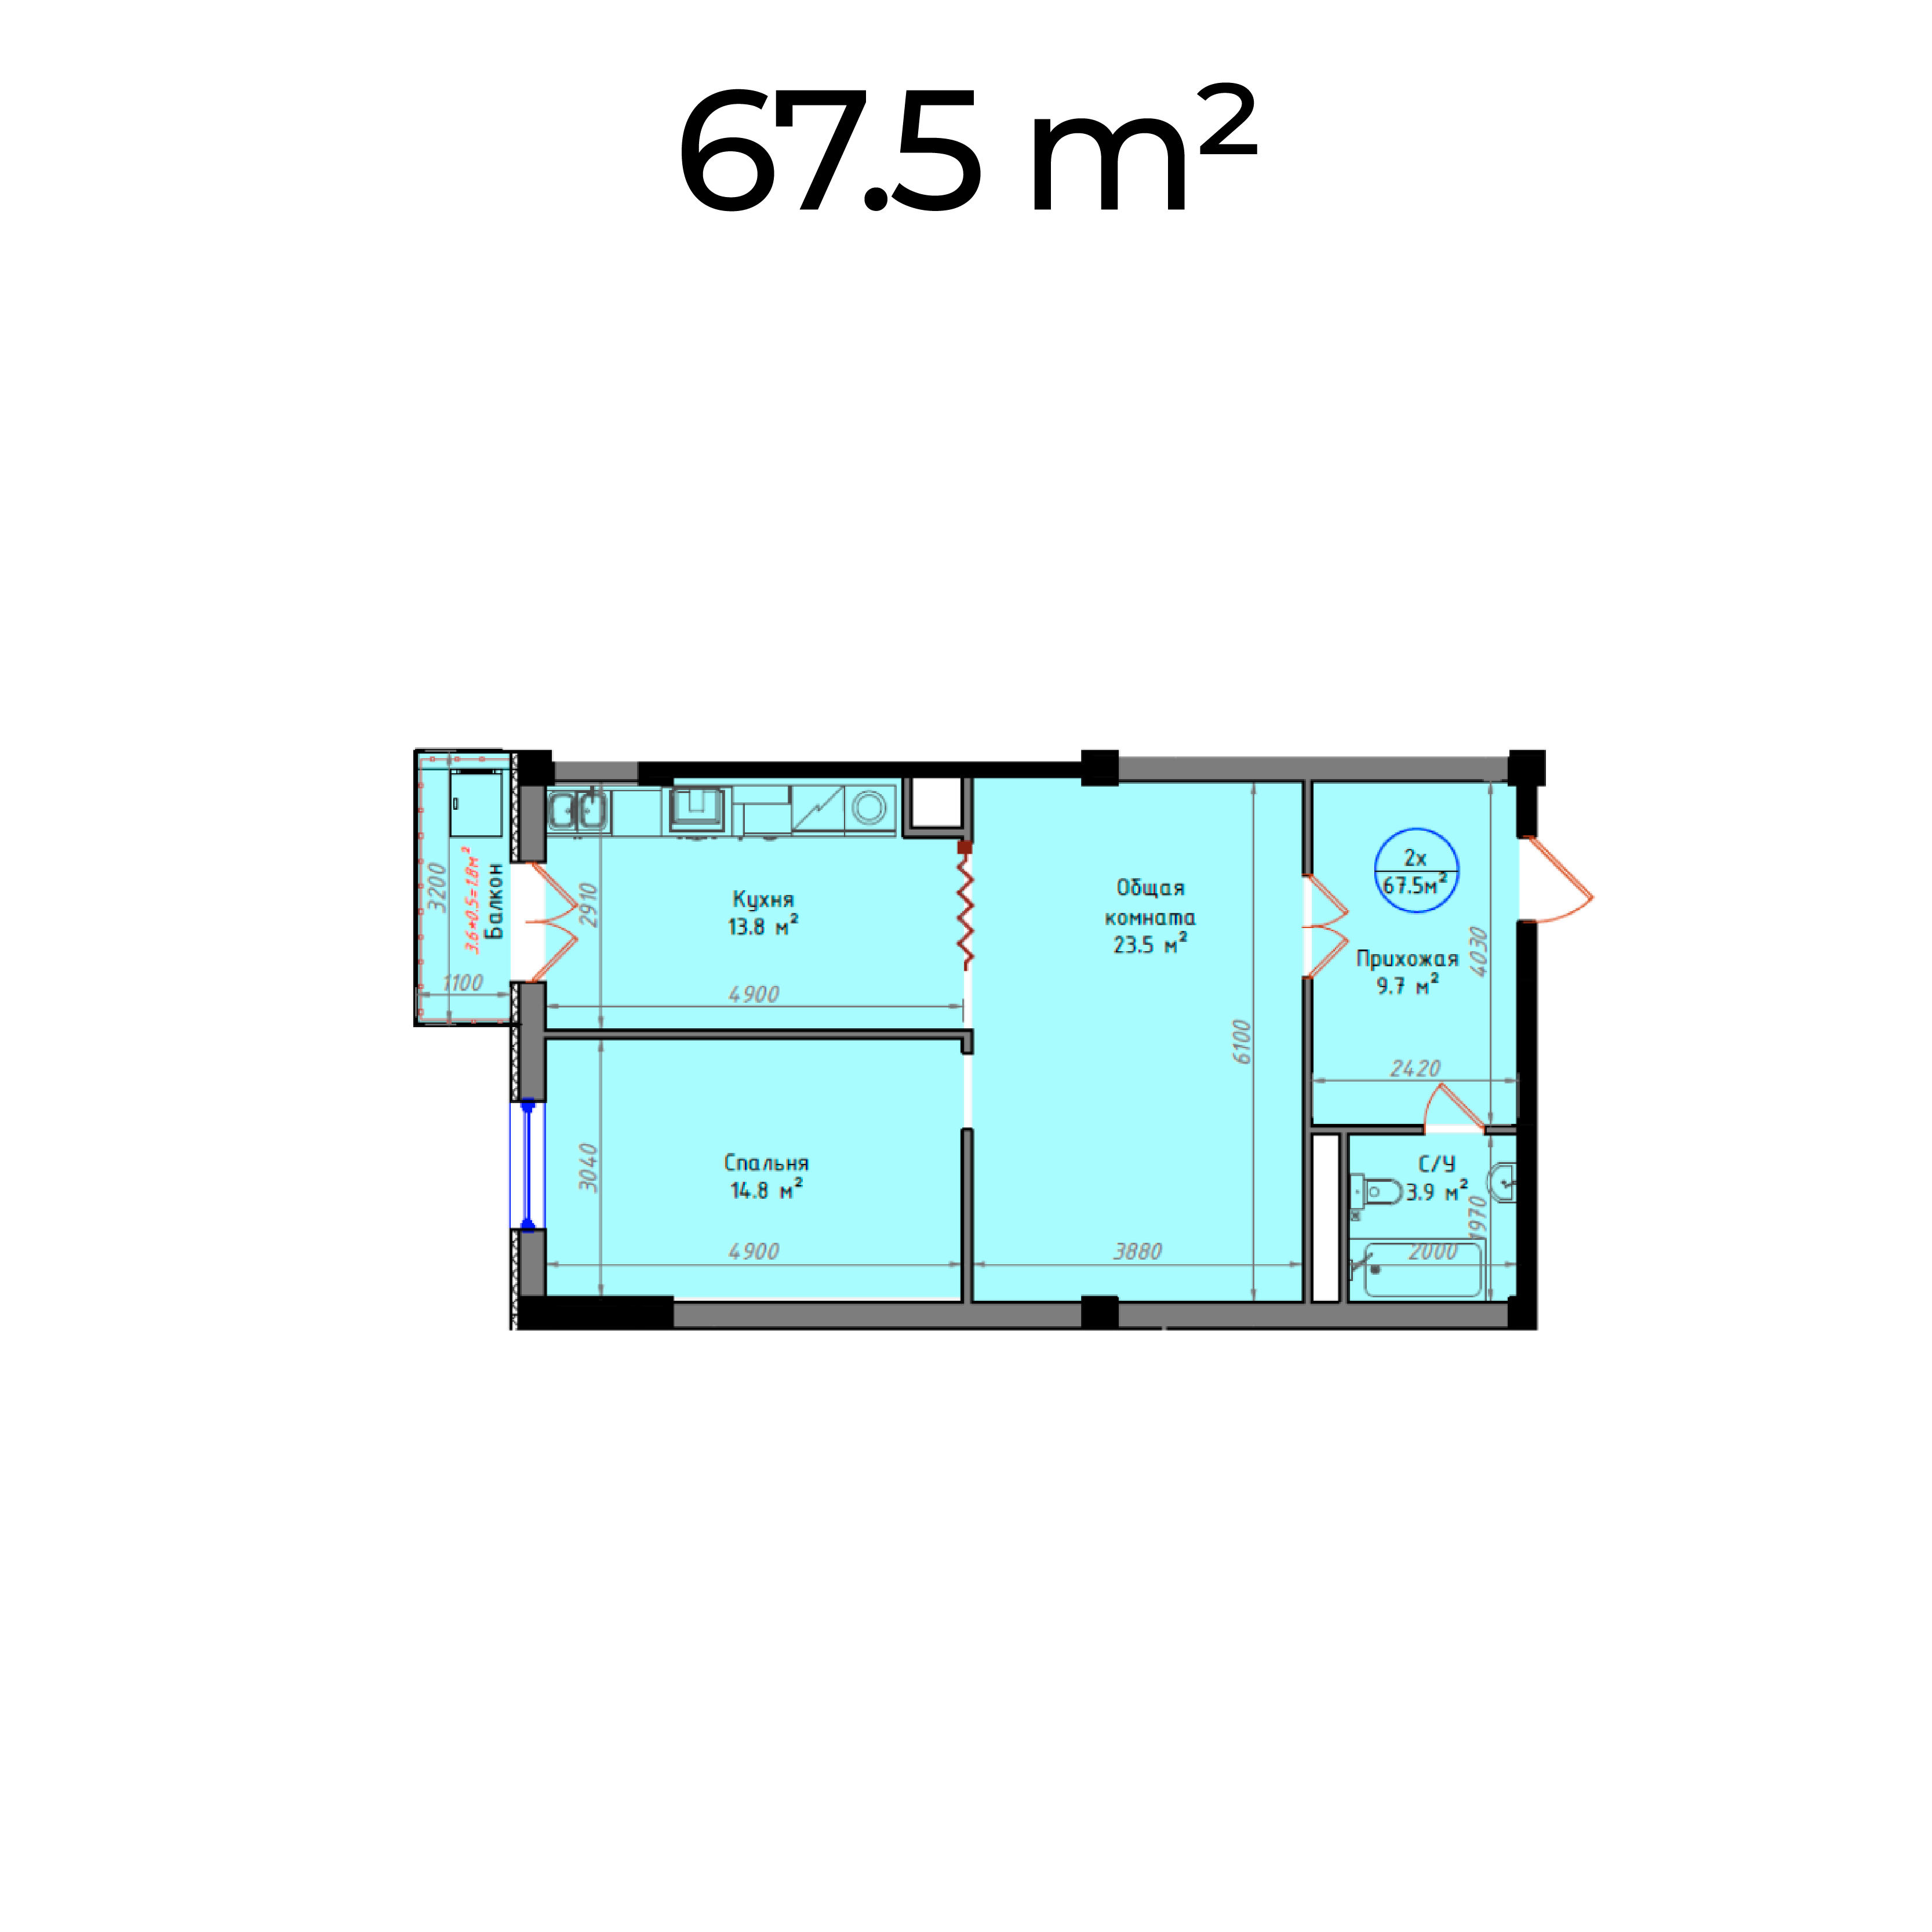 67.5 m²
3200
3.6*0.5=1.8м²
Балкон
1100
2910
Кухня
13.8 м²
4900
Общая
комната
23.5 м²
6100
2х
67.5м²
Прихожая
9.7 м²
4030
2420
3040
Спальня
14.8 м²
4900
3880
С/У
3.9 м²
1970
2000